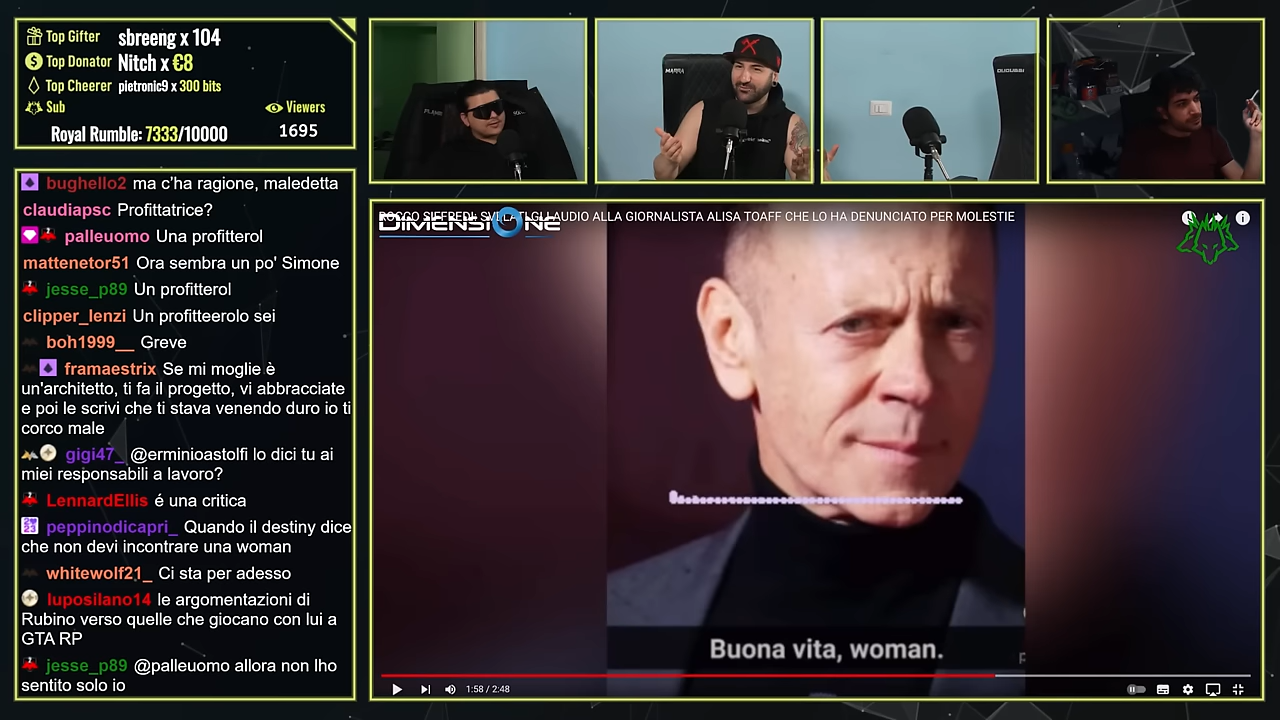 Top Gifter sbreeng x 104
Top Donator Nitch x €8
Top Cheerer pietronic9 x 300 bits
Sub Viewers
Royal Rumble: 7333/10000 1695
bughello2 ma c'ha ragione, maledetta
claudiapsc Profittatrice?
palleuomo Una profitterol
mattenetor51 Ora sembra un po' Simone
jesse_p89 Un profitterol
clipper_lenzi Un profitteerolo sei
boh1999__ Greve
framaestrix Se mi moglie è
un'architetto, ti fa il progetto, vi abbracciate
e poi le scrivi che ti stava venendo duro io ti
corco male
gigi47_ @erminioastolfi lo dici tu ai
miei responsabili a lavoro?
LennardEllis é una critica
peppinodicapri_ Quando il destiny dice
che non devi incontrare una woman
whitewolf21_ Ci sta per adesso
luposilano14 le argomentazioni di
Rubino verso quelle che giocano con lui a
GTA RP
jesse_p89 @palleuomo allora non lho
sentito solo io
MARRA
ROCCO SIFFREDI: SVELATI GLI AUDIO ALLA GIORNALISTA ALISA TOAFF CHE LO HA DENUNCIATO PER MOLESTIE
DIMENSIONE
Buona vita, woman.
1:58 / 2:48